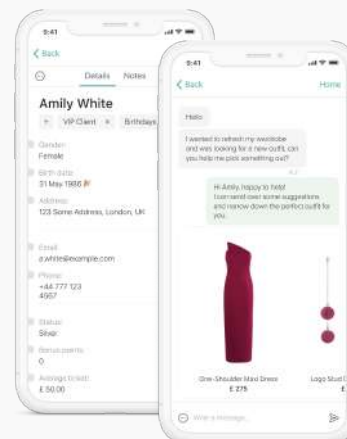 9:41
Back
Details Notes
Amily White
+ VIP Client × Birthdays
Gender:
Female
Birth date:
31 May 1986
Address:
123 Some Address, London, UK
Email:
a.white@example.com
Phone:
+44 777 123
4567
Status:
Silver
Bonus points:
0
Average ticket:
£ 50.00
9:41
Back Home
Hello
I wanted to refresh my wardrobe
and was looking for a new outfit, can
you help me pick something out?
Hi Amily, happy to help!
I can send over some suggestions
and narrow down the perfect outfit for
you.
One-Shoulder Maxi Dress
£ 275
Logo Stud
£
Write a message...